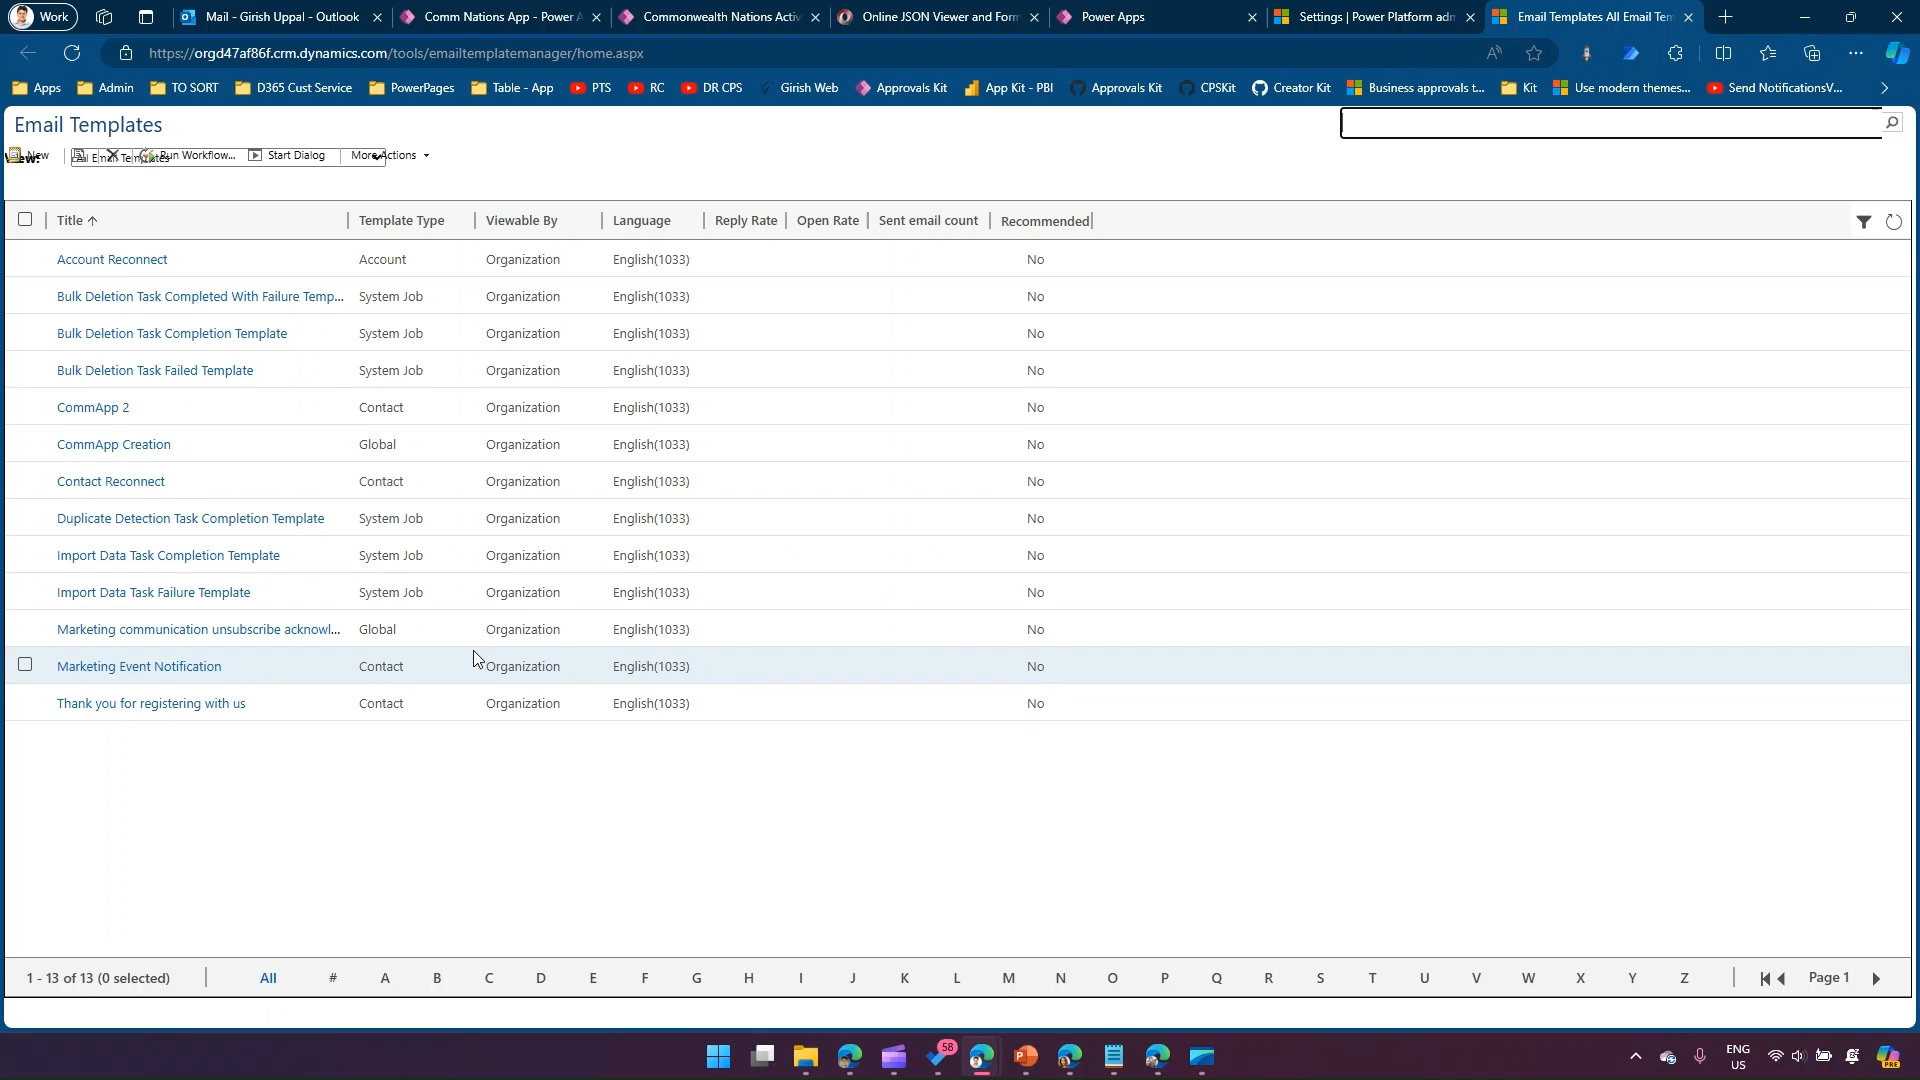 Work
Mail - Girish Uppal - Outlook
Comm Nations App - Power A
Commonwealth Nations Activ
Online JSON Viewer and Form
Power Apps
Settings | Power Platform adm
Email Templates All Email Tem
https://orgd47af86f.crm.dynamics.com/tools/emailtemplatemanager/home.aspx
Apps Admin TO SORT D365 Cust Service PowerPages Table - App PTS RC DR CPS Girish Web Approvals Kit App Kit - PBI Approvals Kit CPSKit Creator Kit Business approvals t... Kit Use modern themes... Send NotificationsV...
Email Templates
New Run Workflow... Start Dialog More Actions
View: All Email Templates
Title Template Type Viewable By Language Reply Rate Open Rate Sent email count Recommended
Account Reconnect Account Organization English(1033) No
Bulk Deletion Task Completed With Failure Temp... System Job Organization English(1033) No
Bulk Deletion Task Completion Template System Job Organization English(1033) No
Bulk Deletion Task Failed Template System Job Organization English(1033) No
CommApp 2 Contact Organization English(1033) No
CommApp Creation Global Organization English(1033) No
Contact Reconnect Contact Organization English(1033) No
Duplicate Detection Task Completion Template System Job Organization English(1033) No
Import Data Task Completion Template System Job Organization English(1033) No
Import Data Task Failure Template System Job Organization English(1033) No
Marketing communication unsubscribe acknowl... Global Organization English(1033) No
Marketing Event Notification Contact Organization English(1033) No
Thank you for registering with us Contact Organization English(1033) No
1 - 13 of 13 (0 selected) All # A B C D E F G H I J K L M N O P Q R S T U V W X Y Z Page 1
58
ENG
US
PRE